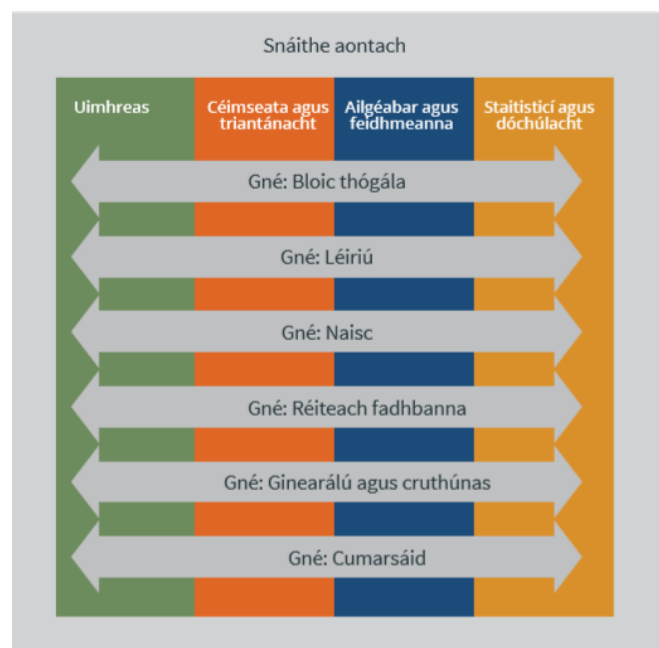 Snáithe aontach
Uimhreas
Céimseata agus
triantánacht
Ailgéabar agus
feidhmeanna
Staitisticí agus
dóchúlacht
Gné: Bloic thógála
Gné: Léiriú
Gné: Naisc
Gné: Réiteach fadhbanna
Gné: Ginearálú agus cruthúnas
Gné: Cumarsáid